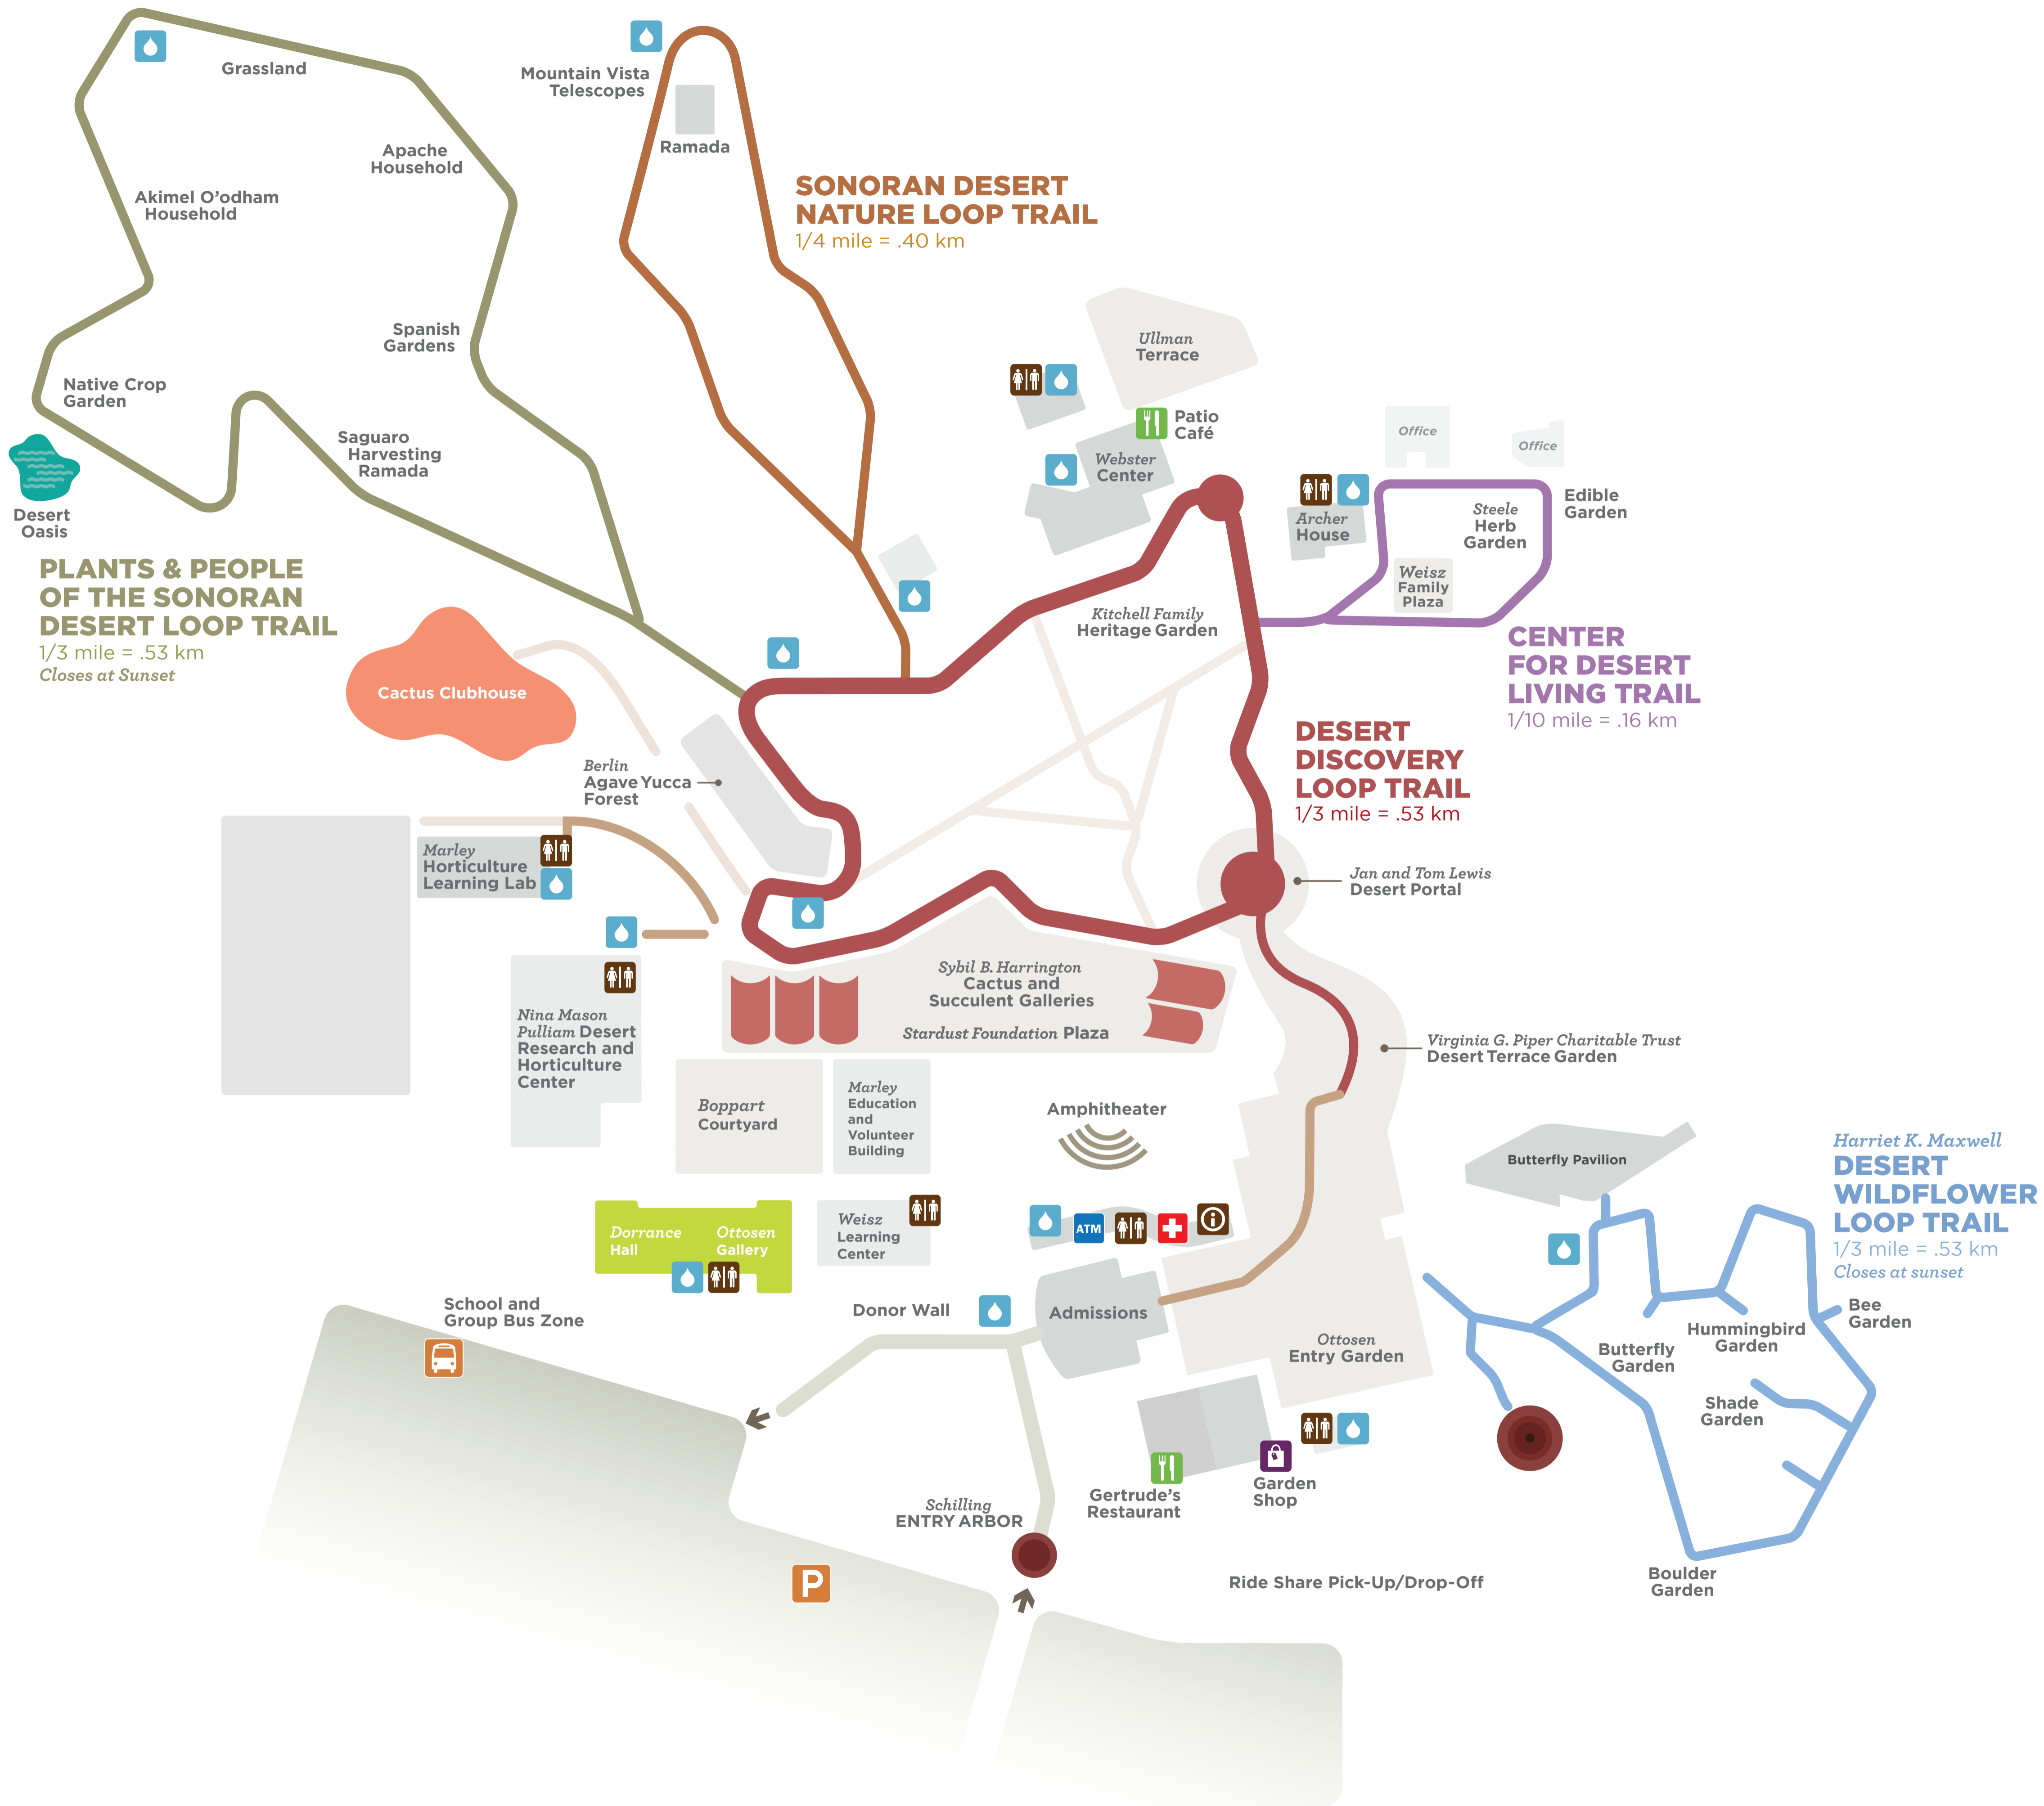 Grassland
Mountain Vista
Telescopes
Ramada
Apache
Household
Akimel O’odham
Household
SONORAN DESERT
NATURE LOOP TRAIL
1/4 mile = .40 km
Spanish
Gardens
Native Crop
Garden
Saguaro
Harvesting
Ramada
Desert
Oasis
Ullman
Terrace
Patio
Café
Webster
Center
Office
Office
Archer
House
Steele
Herb
Garden
Edible
Garden
Weisz
Family
Plaza
PLANTS & PEOPLE
OF THE SONORAN
DESERT LOOP TRAIL
1/3 mile = .53 km
Closes at Sunset
Kitchell Family
Heritage Garden
CENTER
FOR DESERT
LIVING TRAIL
1/10 mile = .16 km
Cactus Clubhouse
Berlin
Agave Yucca
Forest
DESERT
DISCOVERY
LOOP TRAIL
1/3 mile = .53 km
Marley
Horticulture
Learning Lab
Jan and Tom Lewis
Desert Portal
Sybil B. Harrington
Cactus and
Succulent Galleries
Stardust Foundation Plaza
Nina Mason
Pulliam Desert
Research and
Horticulture
Center
Virginia G. Piper Charitable Trust
Desert Terrace Garden
Boppart
Courtyard
Marley
Education
and
Volunteer
Building
Amphitheater
Butterfly Pavilion
Harriet K. Maxwell
DESERT
WILDFLOWER
LOOP TRAIL
1/3 mile = .53 km
Closes at sunset
Dorrance
Hall
Ottosen
Gallery
Weisz
Learning
Center
ATM
i
School and
Group Bus Zone
Donor Wall
Admissions
Ottosen
Entry Garden
Butterfly
Garden
Hummingbird
Garden
Bee
Garden
Shade
Garden
Schilling
ENTRY ARBOR
Gertrude’s
Restaurant
Garden
Shop
P
Ride Share Pick-Up/Drop-Off
Boulder
Garden